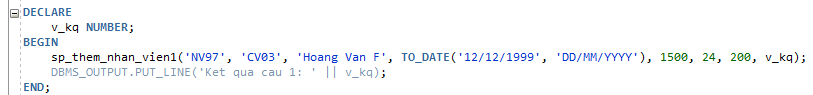 DECLARE
v_kq NUMBER;
BEGIN
sp_them_nhan_vien1('NV97', 'CV03', 'Hoang Van F', TO_DATE('12/12/1999', 'DD/MM/YYYY'), 1500, 24, 200, v_kq);
DBMS_OUTPUT.PUT_LINE('Ket qua cau 1: ' || v_kq);
END;